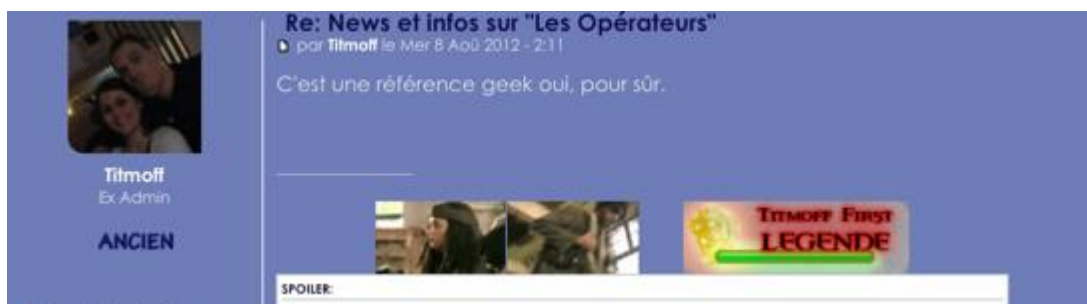 Re: News et infos sur "Les Opérateurs"
par Titmoff le Mer 8 Aoû 2012 - 2:11
C'est une référence geek oui, pour sûr.
Titmoff
Ex Admin
ANCIEN
TITMOFF FIRST
LEGENDE
SPOILER: